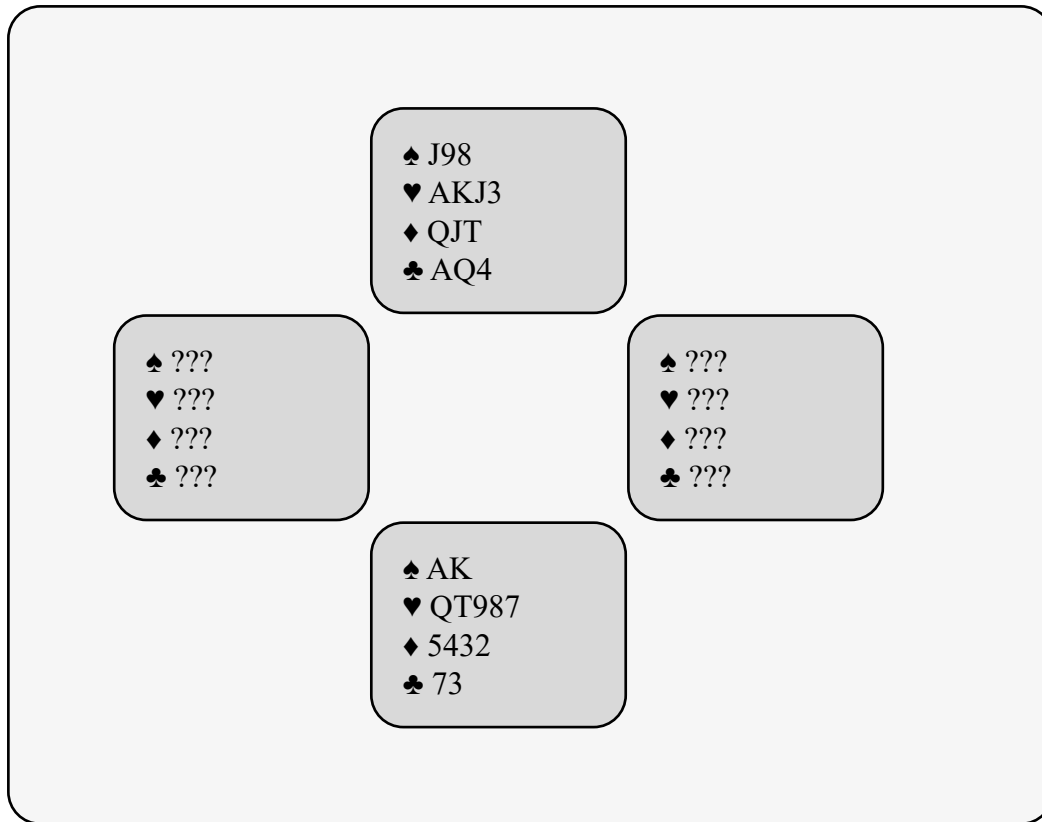 ♠ J98
♥ AKJ3
♦ QJT
♣ AQ4
♠ ???
♥ ???
♦ ???
♣ ???
♠ ???
♥ ???
♦ ???
♣ ???
♠ AK
♥ QT987
♦ 5432
♣ 73